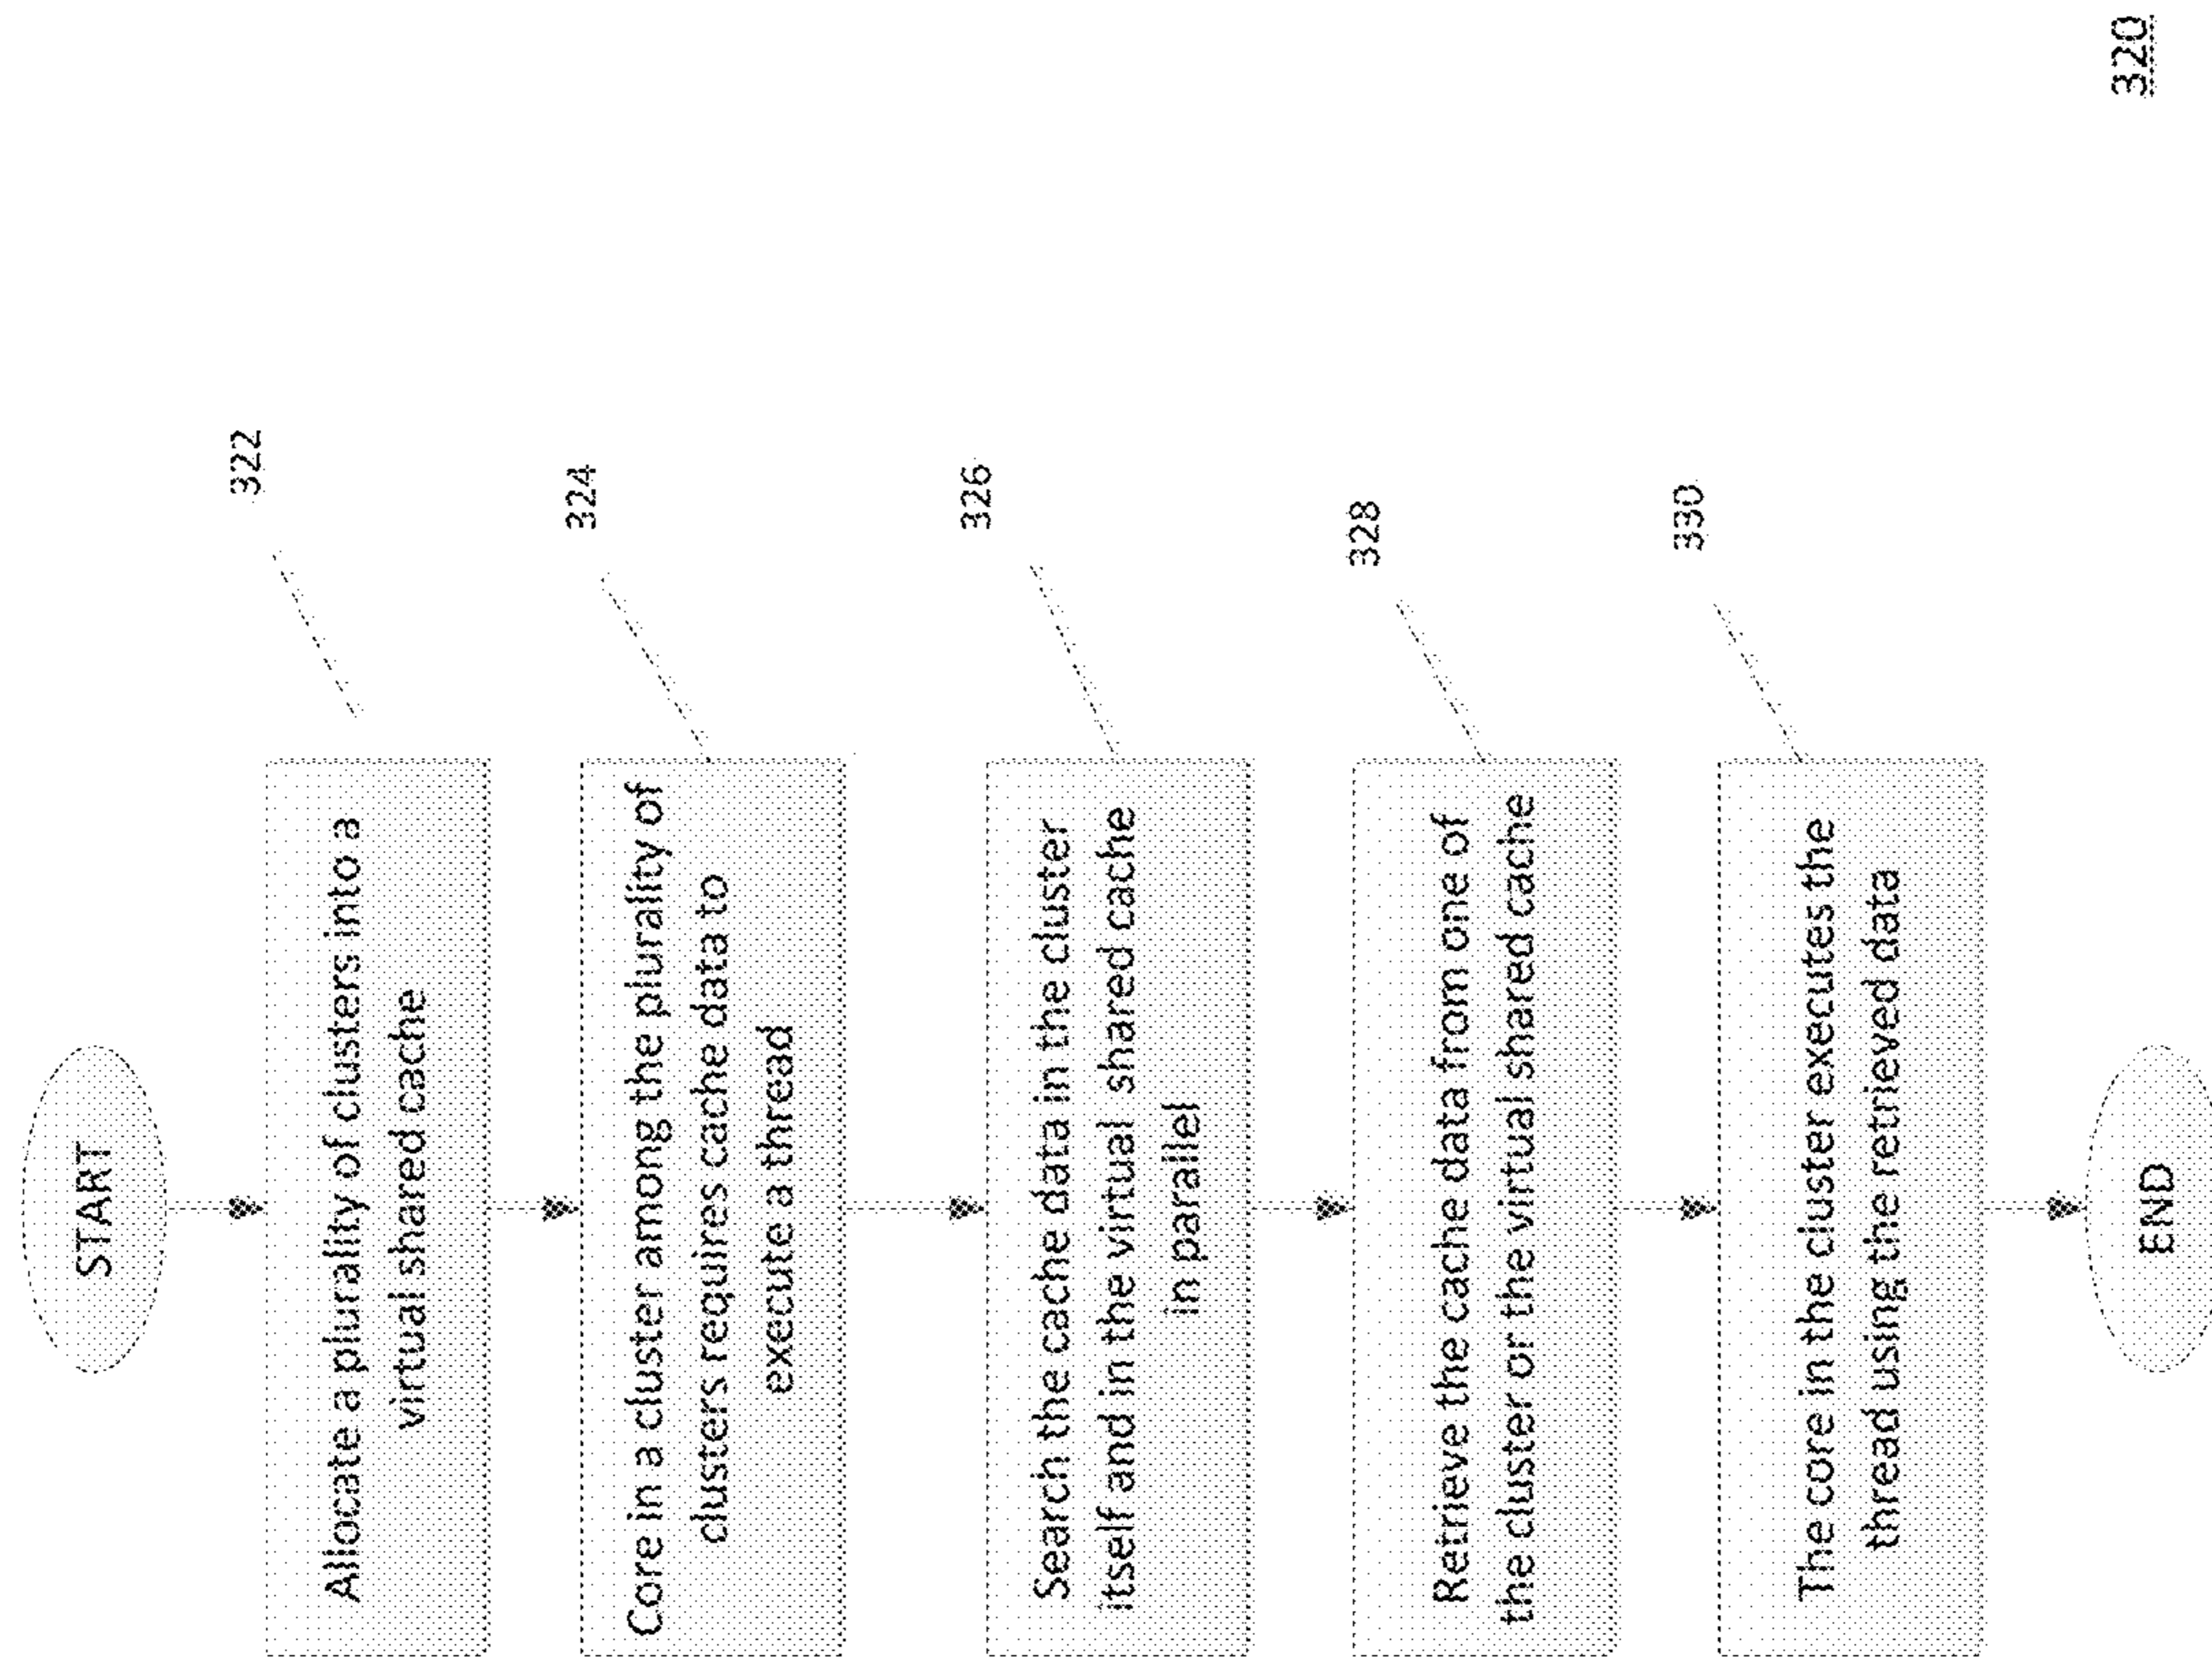 START
Allocate a plurality of clusters into a
virtual shared cache
322
Core in a cluster among the plurality of
clusters requires cache data to
execute a thread
324
Search the cache data in the cluster
itself and in the virtual shared cache
in parallel
326
Retrieve the cache data from one of
the cluster or the virtual shared cache
328
The core in the cluster executes the
thread using the retrieved data
330
END
320